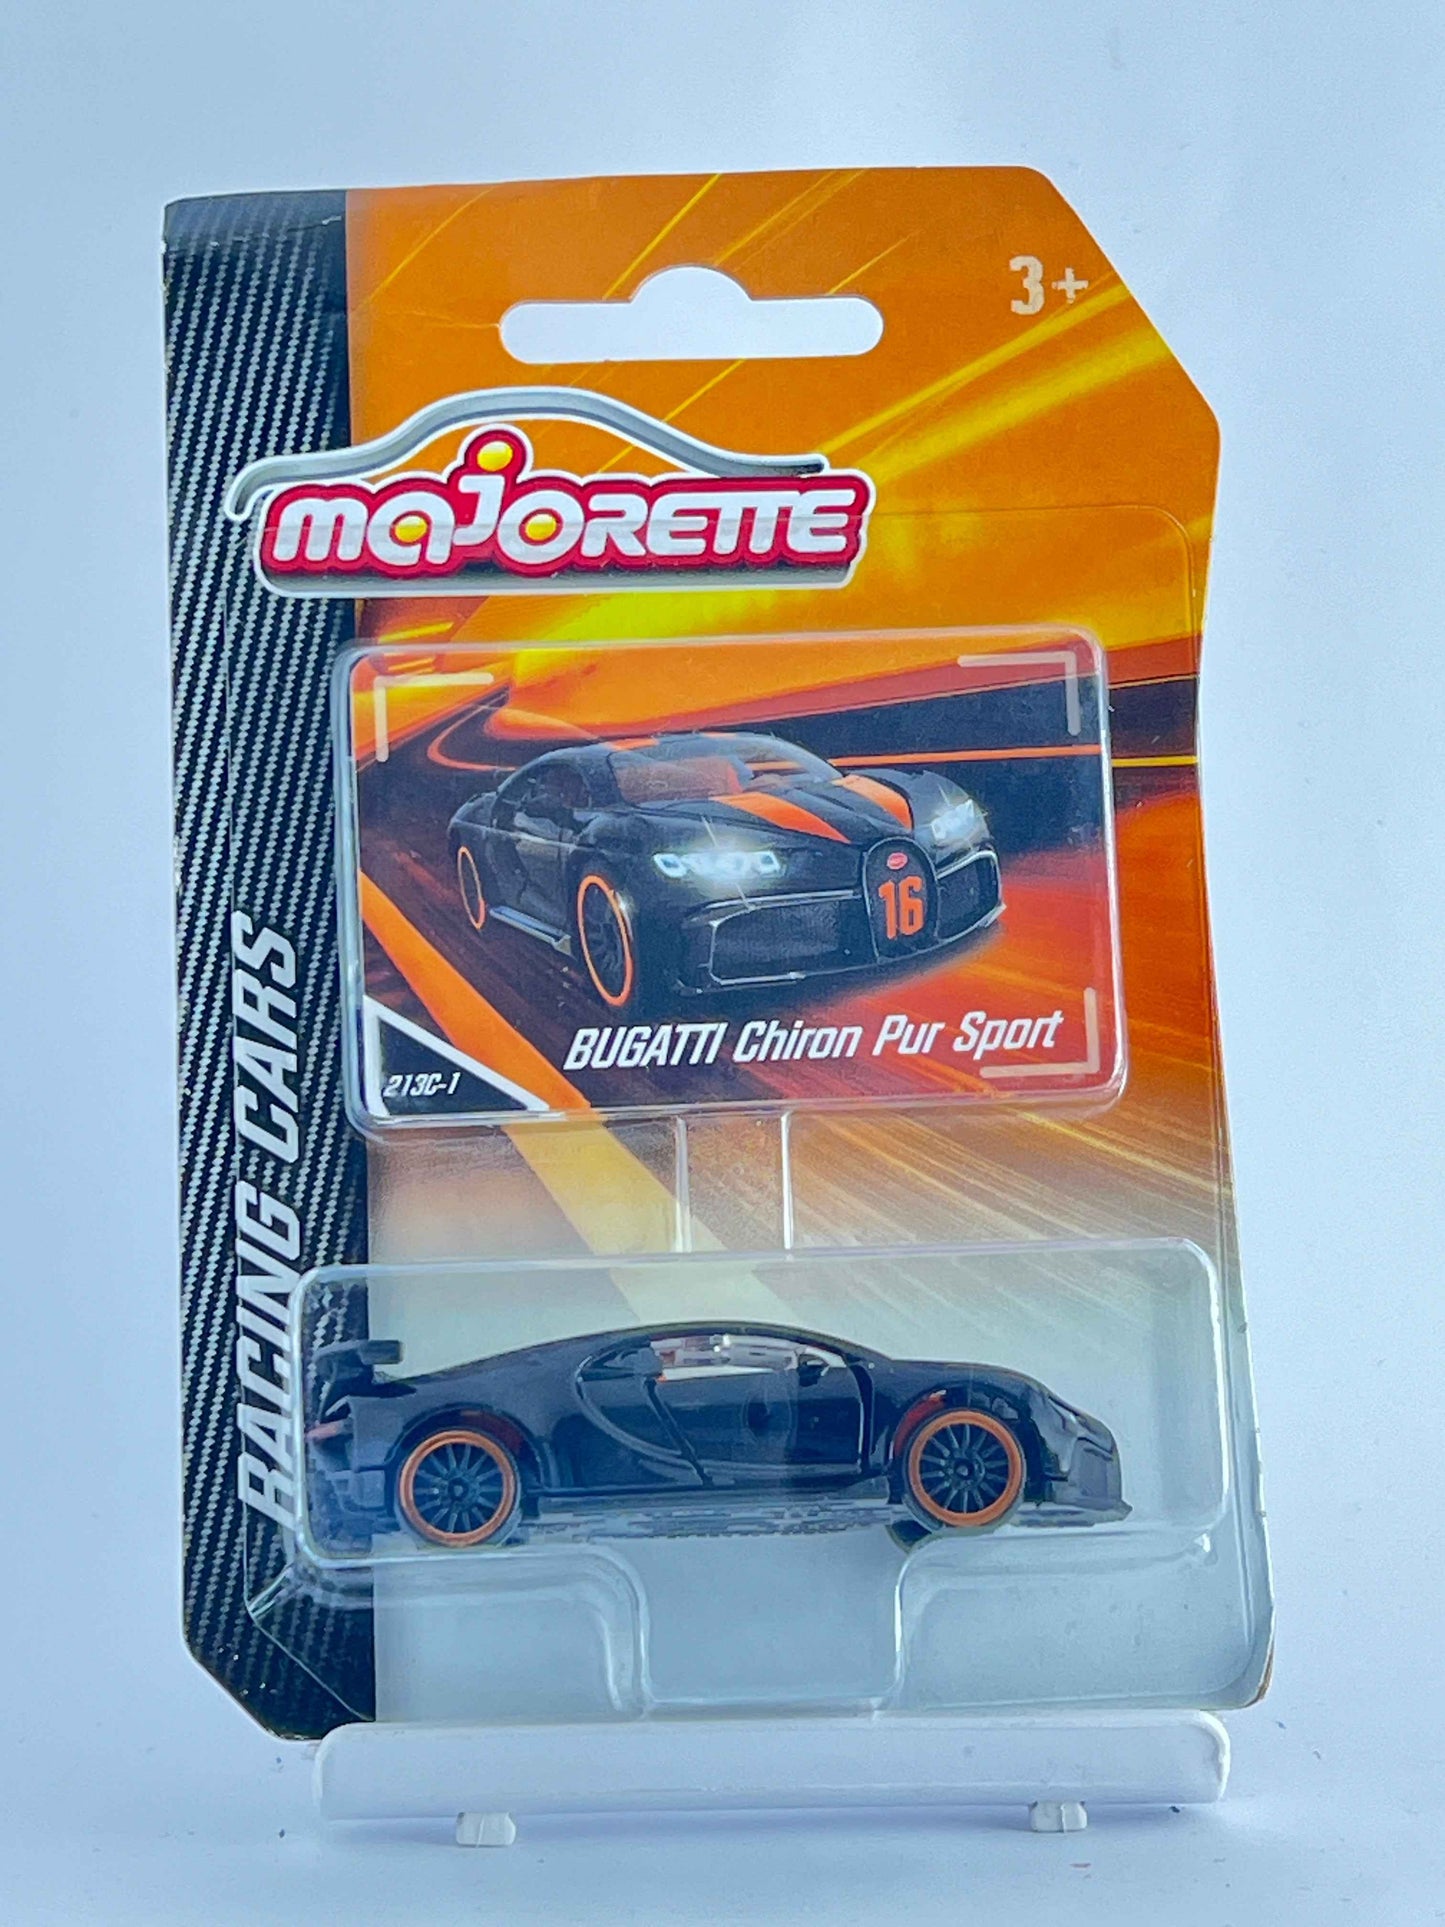 3+
majorette
16
BUGATTI Chiron Pur Sport
213C-1
RACING CARS